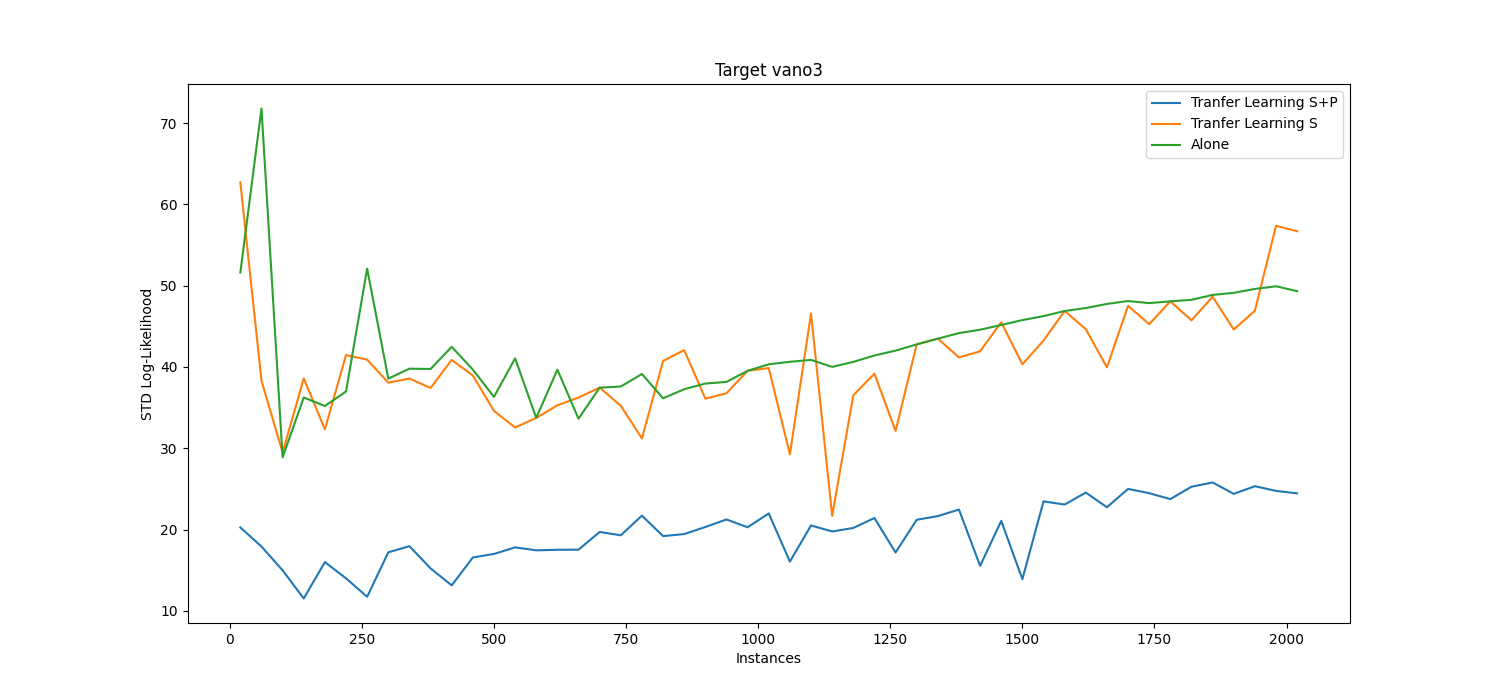 Target vano3
Tranfer Learning S+P
Tranfer Learning S
Alone
STD Log-Likelihood
70
60
50
40
30
20
10
0 250 500 750 1000 1250 1500 1750 2000
Instances